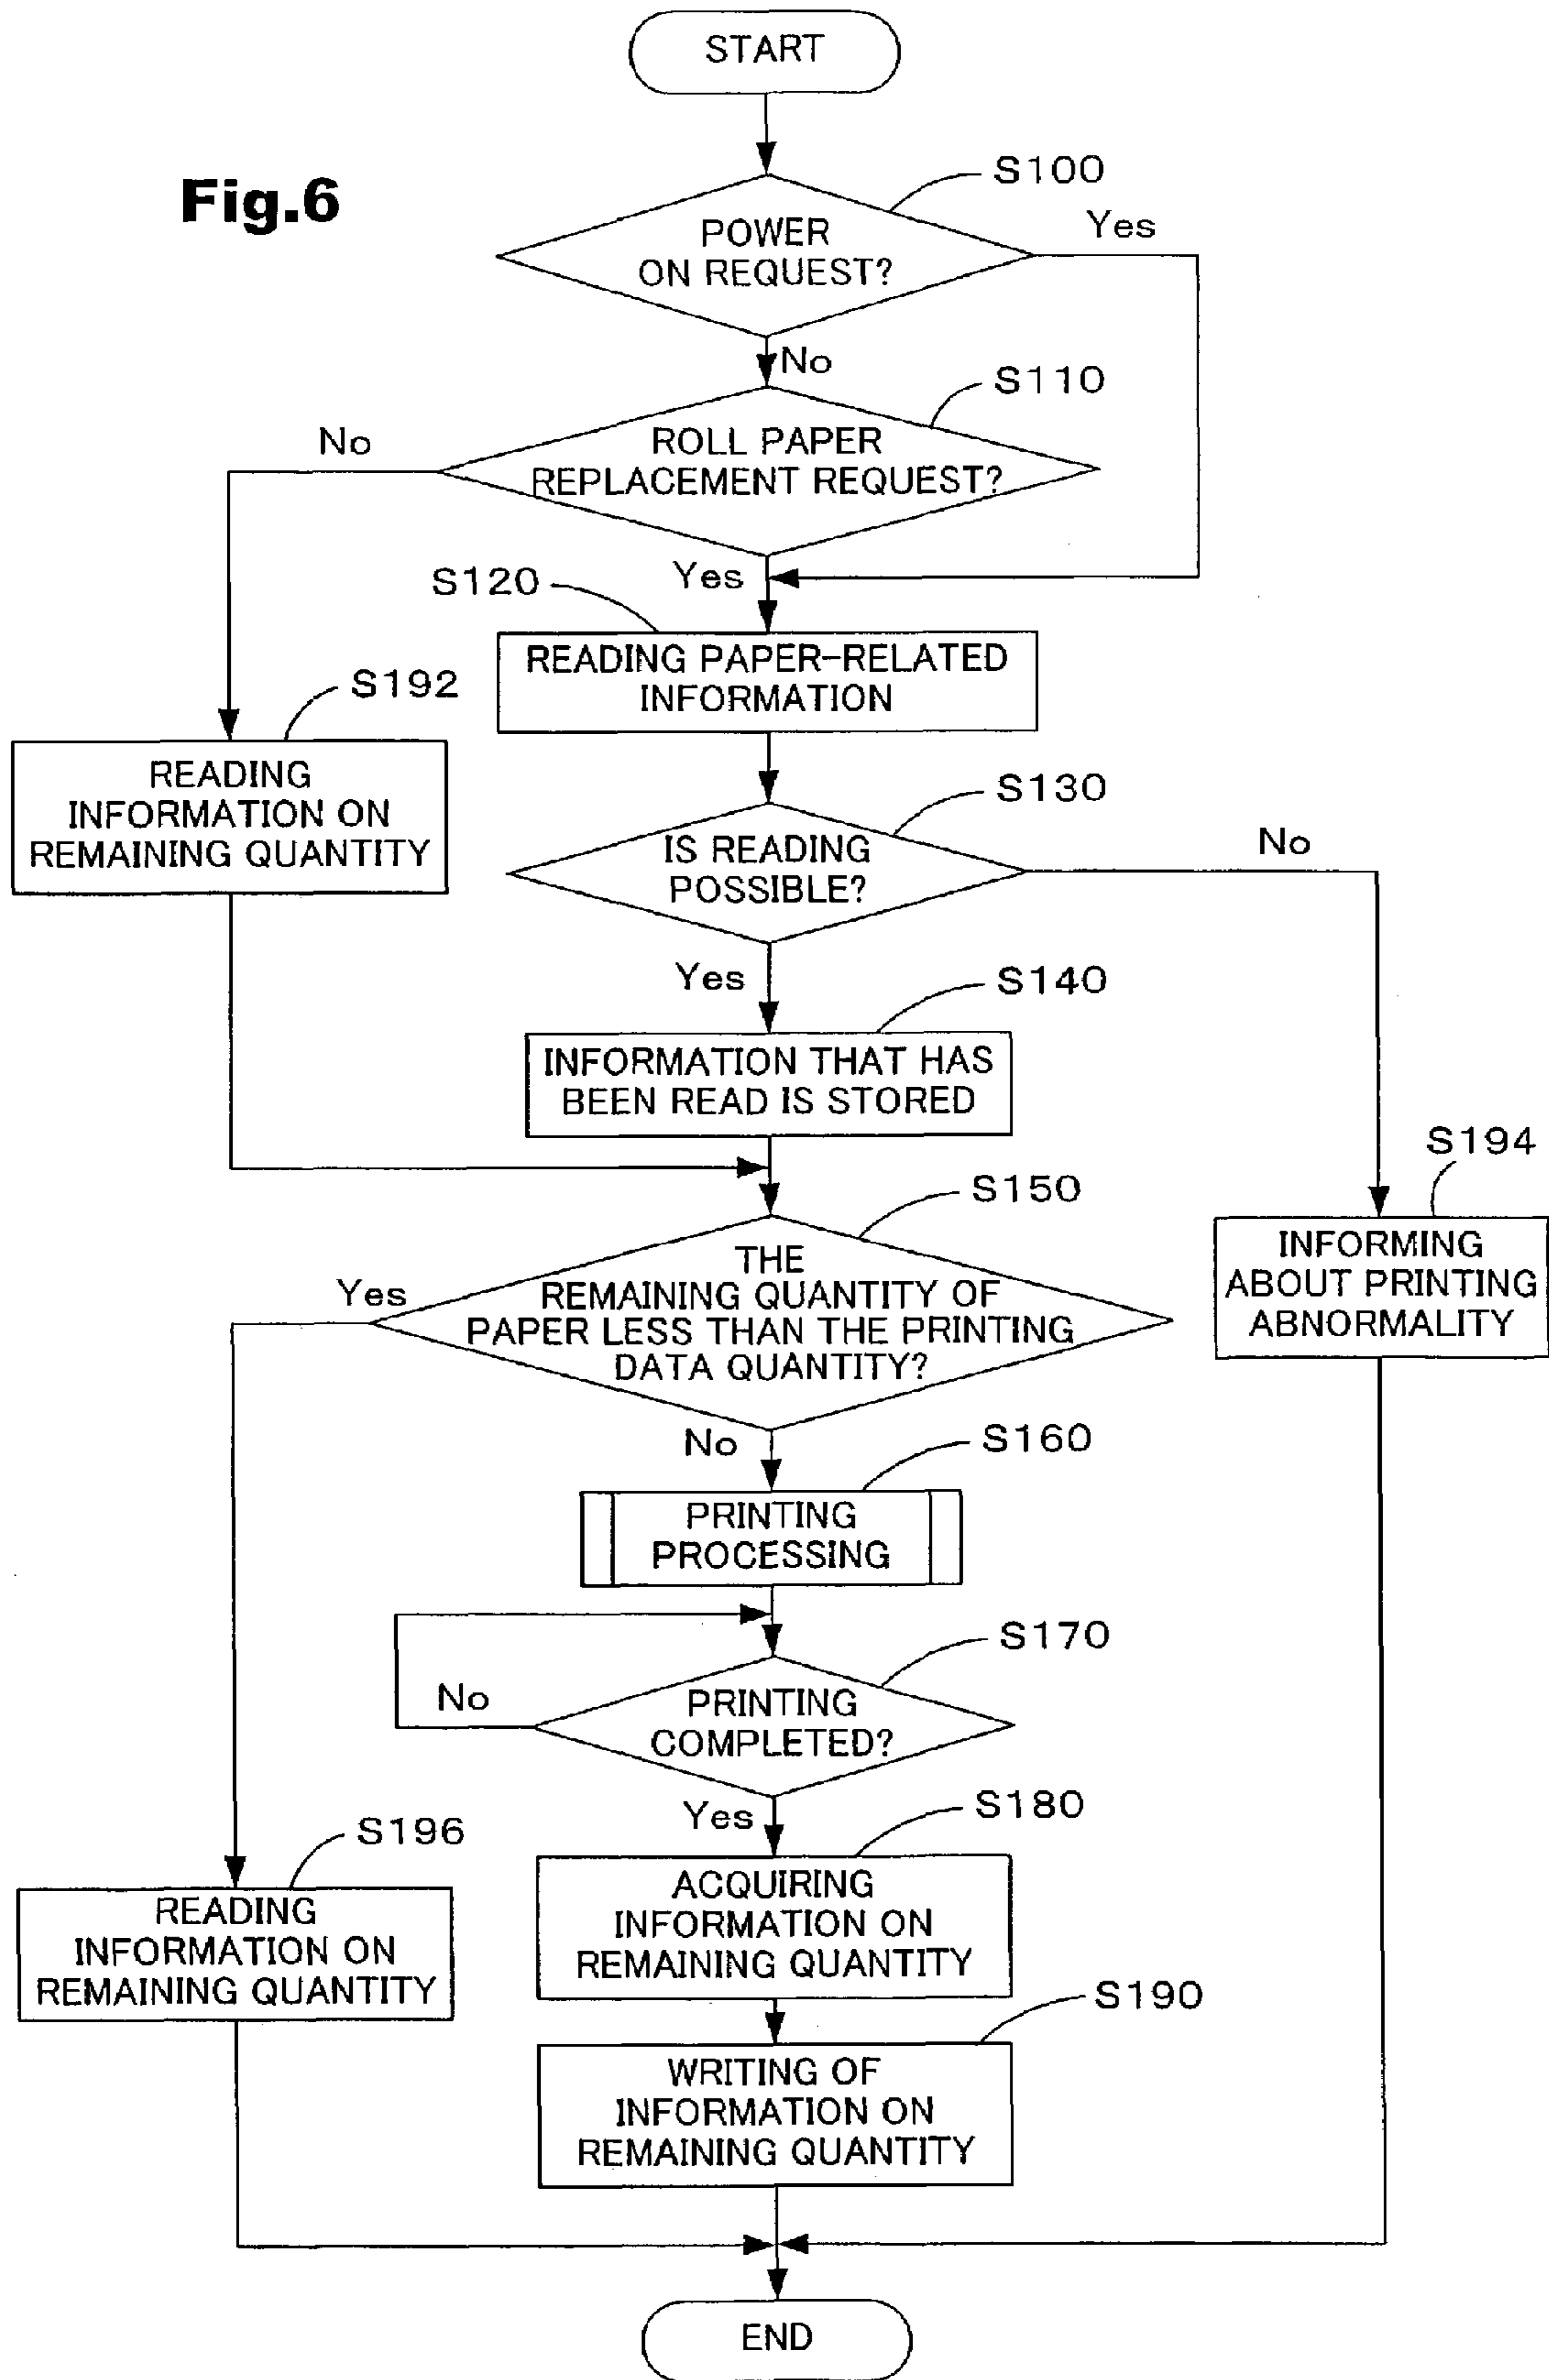 START
Fig.6
S100
Yes
POWER
ON REQUEST?
No
S110
No
ROLL PAPER
REPLACEMENT REQUEST?
Yes
S120
READING PAPER-RELATED
INFORMATION
S192
READING
INFORMATION ON
REMAINING QUANTITY
S130
IS READING
POSSIBLE?
No
Yes
S140
INFORMATION THAT HAS
BEEN READ IS STORED
S194
INFORMING
ABOUT PRINTING
ABNORMALITY
S150
Yes
THE
REMAINING QUANTITY OF
PAPER LESS THAN THE PRINTING
DATA QUANTITY?
No
S160
PRINTING
PROCESSING
S170
No
PRINTING
COMPLETED?
Yes
S180
S196
READING
INFORMATION ON
REMAINING QUANTITY
ACQUIRING
INFORMATION ON
REMAINING QUANTITY
S190
WRITING OF
INFORMATION ON
REMAINING QUANTITY
END